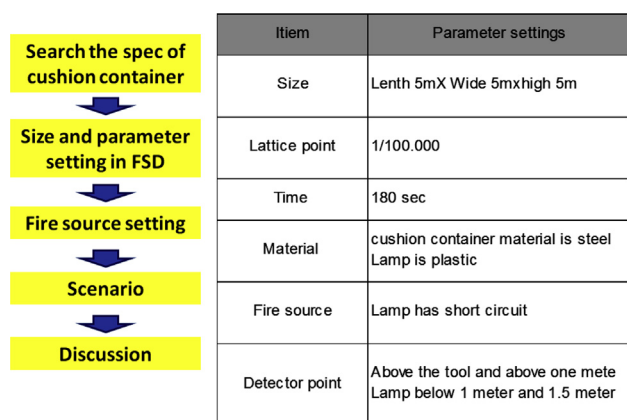 Search the spec of
cushion container
Size and parameter
setting in FSD
Fire source setting
Scenario
Discussion
Itiem Parameter settings
Size Lenth 5mX Wide 5mxhigh 5m
Lattice point 1/100.000
Time 180 sec
Material cushion container material is steel
Lamp is plastic
Fire source Lamp has short circuit
Detector point Above the tool and above one mete
Lamp below 1 meter and 1.5 meter